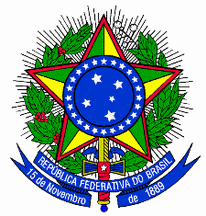 REPÚBLICA FEDERATIVA DO BRASIL
15 de Novembro de 1889